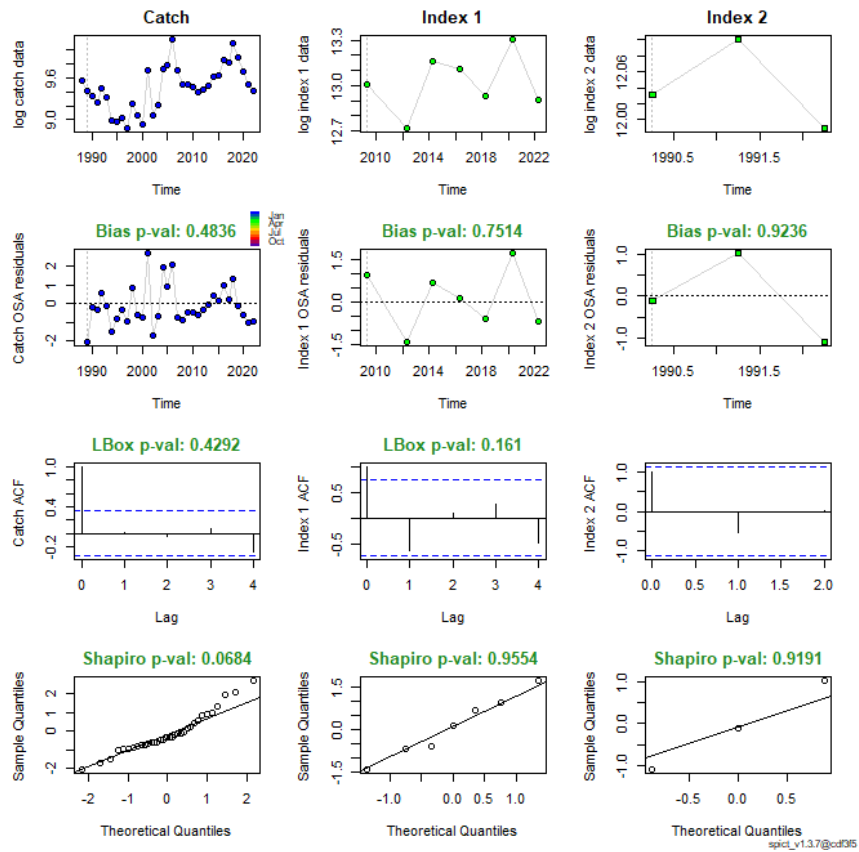 Catch
Index 1
Index 2
log catch data
9.0 9.6
1990 2000 2010 2020
Time
log index 1 data
12.7 13.0 13.3
2010 2014 2018 2022
Time
log index 2 data
12.00 12.06
1990.5 1991.5
Time
Bias p-val: 0.4836
Jan
Apr
Jul
Oct
Bias p-val: 0.7514
Bias p-val: 0.9236
Catch OSA residuals
-2 0 1 2
1990 2000 2010 2020
Time
Index 1 OSA residuals
-1.5 0.0 1.5
2010 2014 2018 2022
Time
Index 2 OSA residuals
-1.0 0.0 1.0
1990.5 1991.5
Time
LBox p-val: 0.4292
LBox p-val: 0.161
Catch ACF
-0.2 0.4 1.0
0 1 2 3 4
Lag
Index 1 ACF
-0.5 0.5
0 1 2 3 4
Lag
Index 2 ACF
-1.0 0.0 1.0
0.0 0.5 1.0 1.5 2.0
Lag
Shapiro p-val: 0.0684
Shapiro p-val: 0.9554
Shapiro p-val: 0.9191
Sample Quantiles
-2 0 1 2
-2 -1 0 1 2
Theoretical Quantiles
Sample Quantiles
-1.5 0.0 1.5
-1.0 0.0 0.5 1.0
Theoretical Quantiles
Sample Quantiles
-1.0 0.0 1.0
-0.5 0.0 0.5
Theoretical Quantiles
spict_v1.3.7@cdf3f5